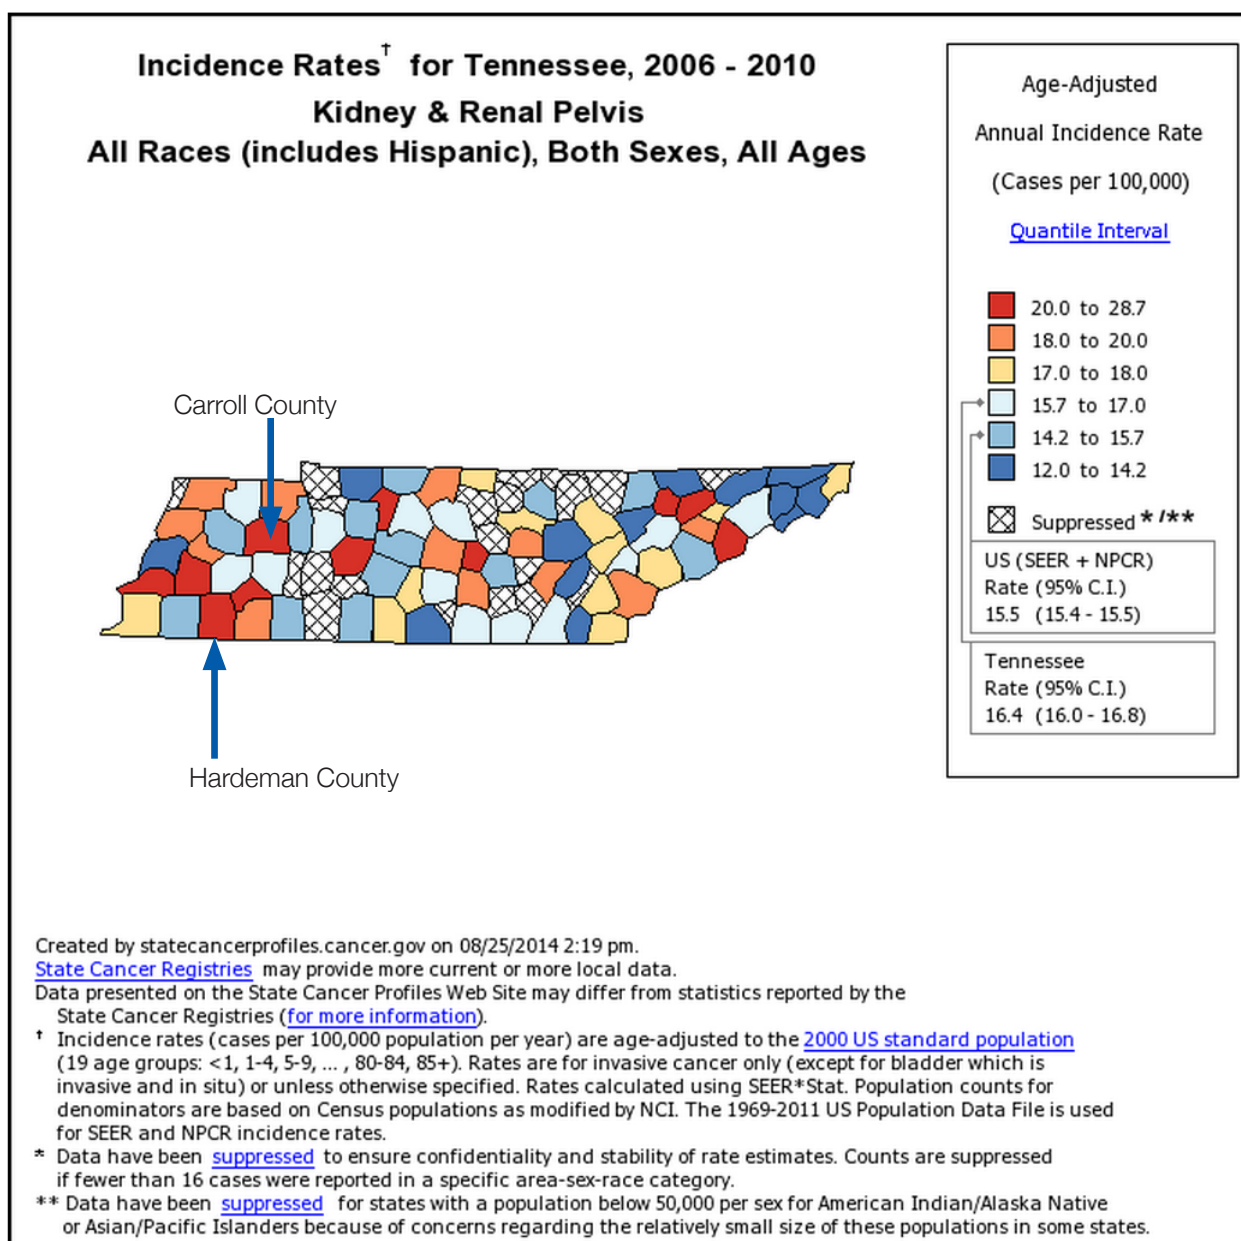 Incidence Rates† for Tennessee, 2006 - 2010
Kidney & Renal Pelvis
All Races (includes Hispanic), Both Sexes, All Ages
Age-Adjusted
Annual Incidence Rate
(Cases per 100,000)
Quantile Interval
20.0 to 28.7
18.0 to 20.0
17.0 to 18.0
15.7 to 17.0
14.2 to 15.7
12.0 to 14.2
Suppressed */**
US (SEER + NPCR)
Rate (95% C.I.)
15.5 (15.4 - 15.5)
Tennessee
Rate (95% C.I.)
16.4 (16.0 - 16.8)
Carroll County
Hardeman County
Created by statecancerprofiles.cancer.gov on 08/25/2014 2:19 pm.
State Cancer Registries may provide more current or more local data.
Data presented on the State Cancer Profiles Web Site may differ from statistics reported by the
State Cancer Registries (for more information).
† Incidence rates (cases per 100,000 population per year) are age-adjusted to the 2000 US standard population
(19 age groups: <1, 1-4, 5-9, ... , 80-84, 85+). Rates are for invasive cancer only (except for bladder which is
invasive and in situ) or unless otherwise specified. Rates calculated using SEER*Stat. Population counts for
denominators are based on Census populations as modified by NCI. The 1969-2011 US Population Data File is used
for SEER and NPCR incidence rates.
* Data have been suppressed to ensure confidentiality and stability of rate estimates. Counts are suppressed
if fewer than 16 cases were reported in a specific area-sex-race category.
** Data have been suppressed for states with a population below 50,000 per sex for American Indian/Alaska Native
or Asian/Pacific Islanders because of concerns regarding the relatively small size of these populations in some states.